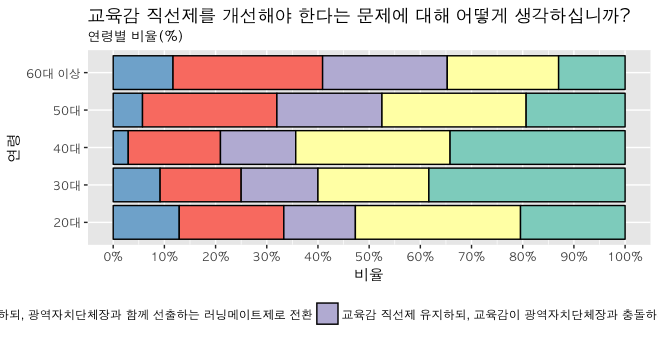 교육감 직선제를 개선해야 한다는 문제에 대해 어떻게 생각하십니까?
연령별 비율(%)
연령
60대 이상
50대
40대
30대
20대
0% 10% 20% 30% 40% 50% 60% 70% 80% 90% 100%
비율
하되, 광역자치단체장과 함께 선출하는 러닝메이트제로 전환 교육감 직선제 유지하되, 교육감이 광역자치단체장과 충돌하